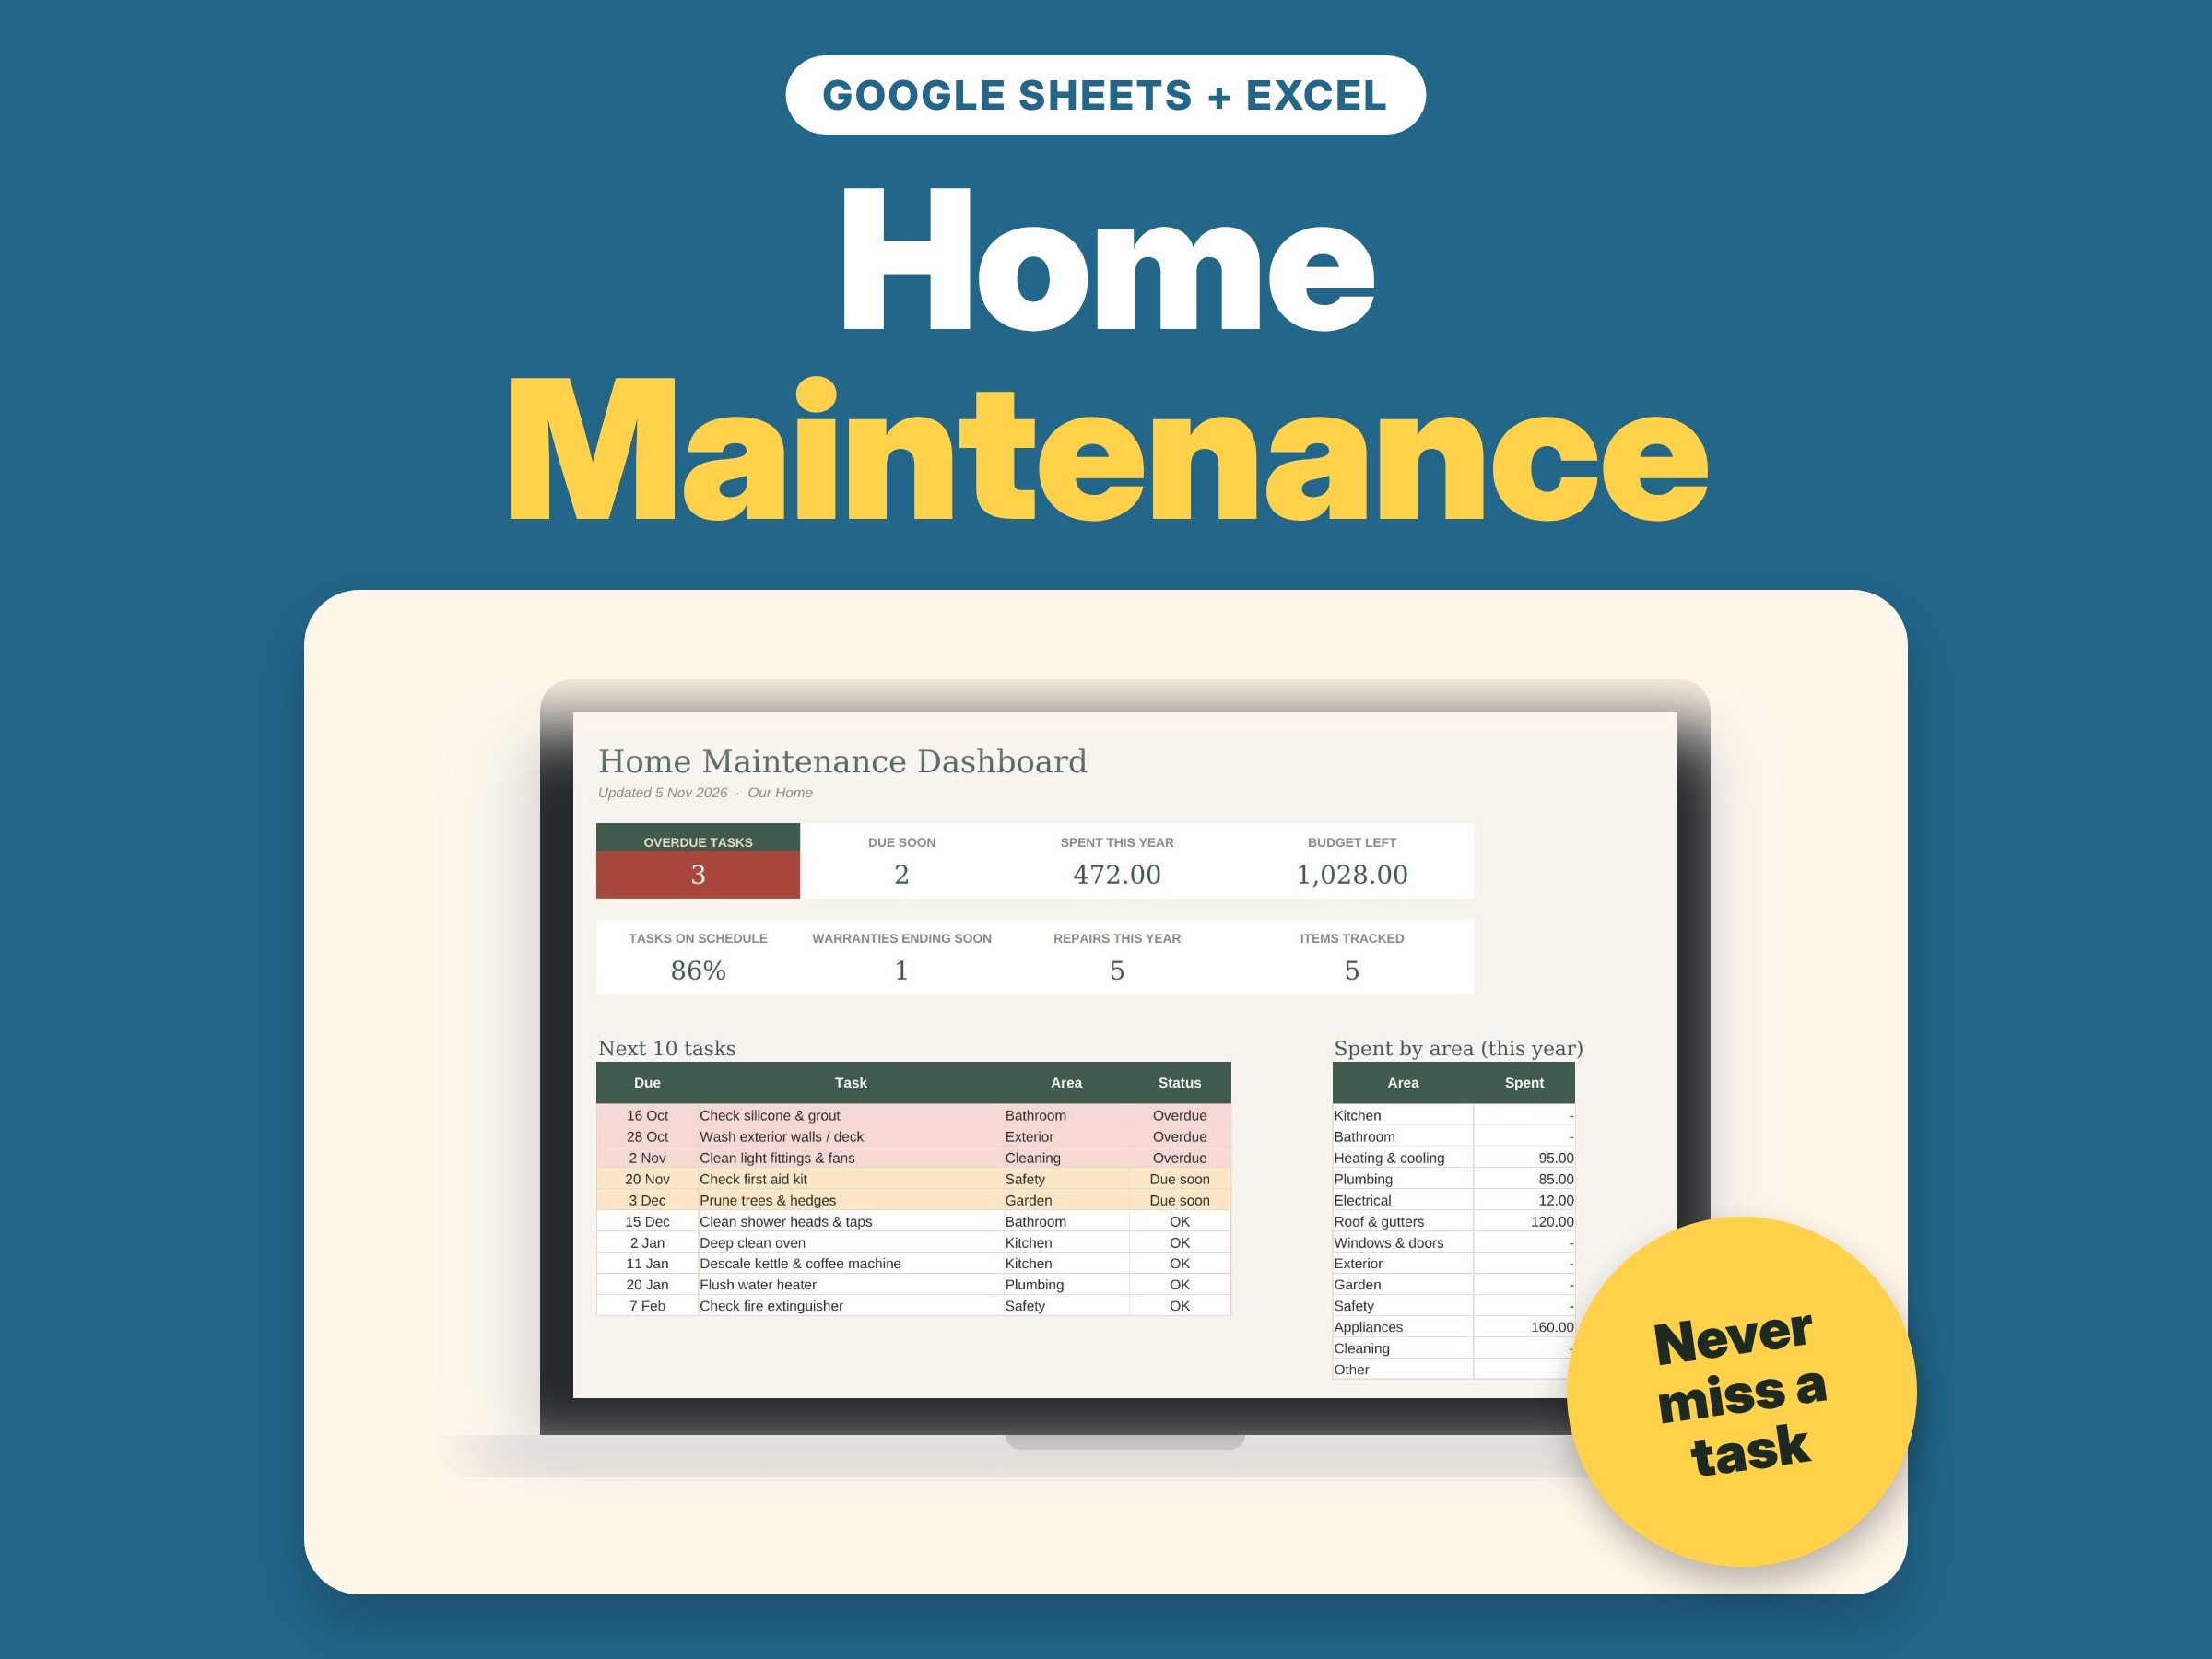 GOOGLE SHEETS + EXCEL
Home
Maintenance
Home Maintenance Dashboard
Updated 5 Nov 2026 · Our Home
OVERDUE TASKS DUE SOON SPENT THIS YEAR BUDGET LEFT
3 2 472.00 1,028.00
TASKS ON SCHEDULE WARRANTIES ENDING SOON REPAIRS THIS YEAR ITEMS TRACKED
86% 1 5 5
Next 10 tasks
Due Task Area Status
16 Oct Check silicone & grout Bathroom Overdue
28 Oct Wash exterior walls / deck Exterior Overdue
2 Nov Clean light fittings & fans Cleaning Overdue
20 Nov Check first aid kit Safety Due soon
3 Dec Prune trees & hedges Garden Due soon
15 Dec Clean shower heads & taps Bathroom OK
2 Jan Deep clean oven Kitchen OK
11 Jan Descale kettle & coffee machine Kitchen OK
20 Jan Flush water heater Plumbing OK
7 Feb Check fire extinguisher Safety OK
Spent by area (this year)
Area Spent
Kitchen -
Bathroom -
Heating & cooling 95.00
Plumbing 85.00
Electrical 12.00
Roof & gutters 120.00
Windows & doors -
Exterior -
Garden -
Safety -
Appliances 160.00
Cleaning -
Other
Never
miss a
task